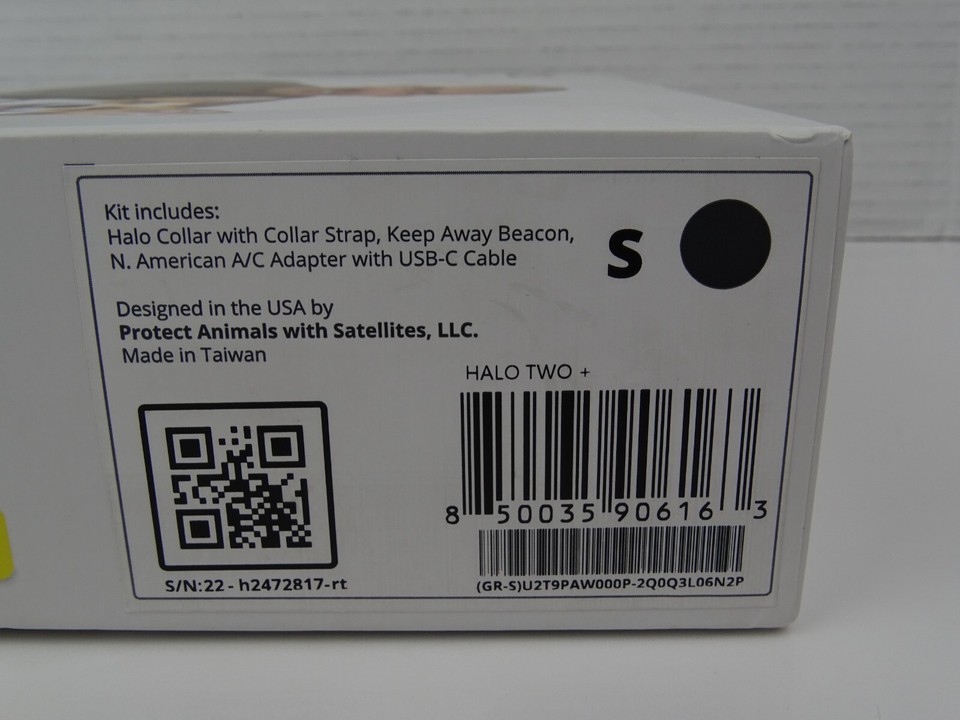 Kit includes:
Halo Collar with Collar Strap, Keep Away Beacon,
N. American A/C Adapter with USB-C Cable
S
Designed in the USA by
Protect Animals with Satellites, LLC.
Made in Taiwan
HALO TWO +
8 50035 90616 3
S/N:22 - h2472817-rt
(GR-S)U2T9PAW000P-2Q0Q3L06N2P